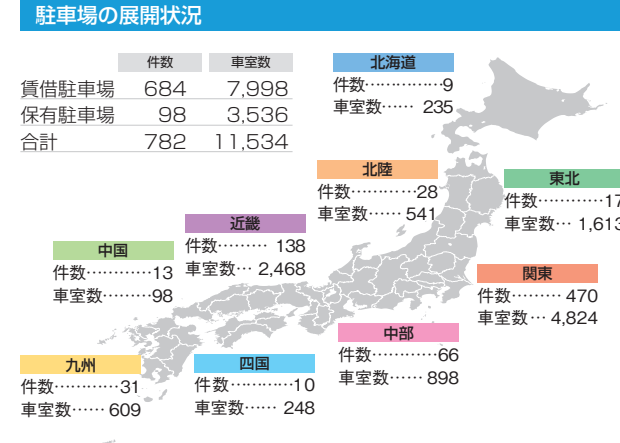 駐車場の展開状況
件数 車室数
賃借駐車場 684 7,998
保有駐車場 98 3,536
合計 782 11,534
北海道
件数……………9
車室数…… 235
北陸
件数…………28
車室数…… 541
東北
件数…………17
車室数… 1,613
近畿
件数……… 138
車室数… 2,468
中国
件数…………13
車室数………98
関東
件数……… 470
車室数… 4,824
中部
件数…………66
車室数…… 898
九州
件数…………31
車室数…… 609
四国
件数…………10
車室数…… 248